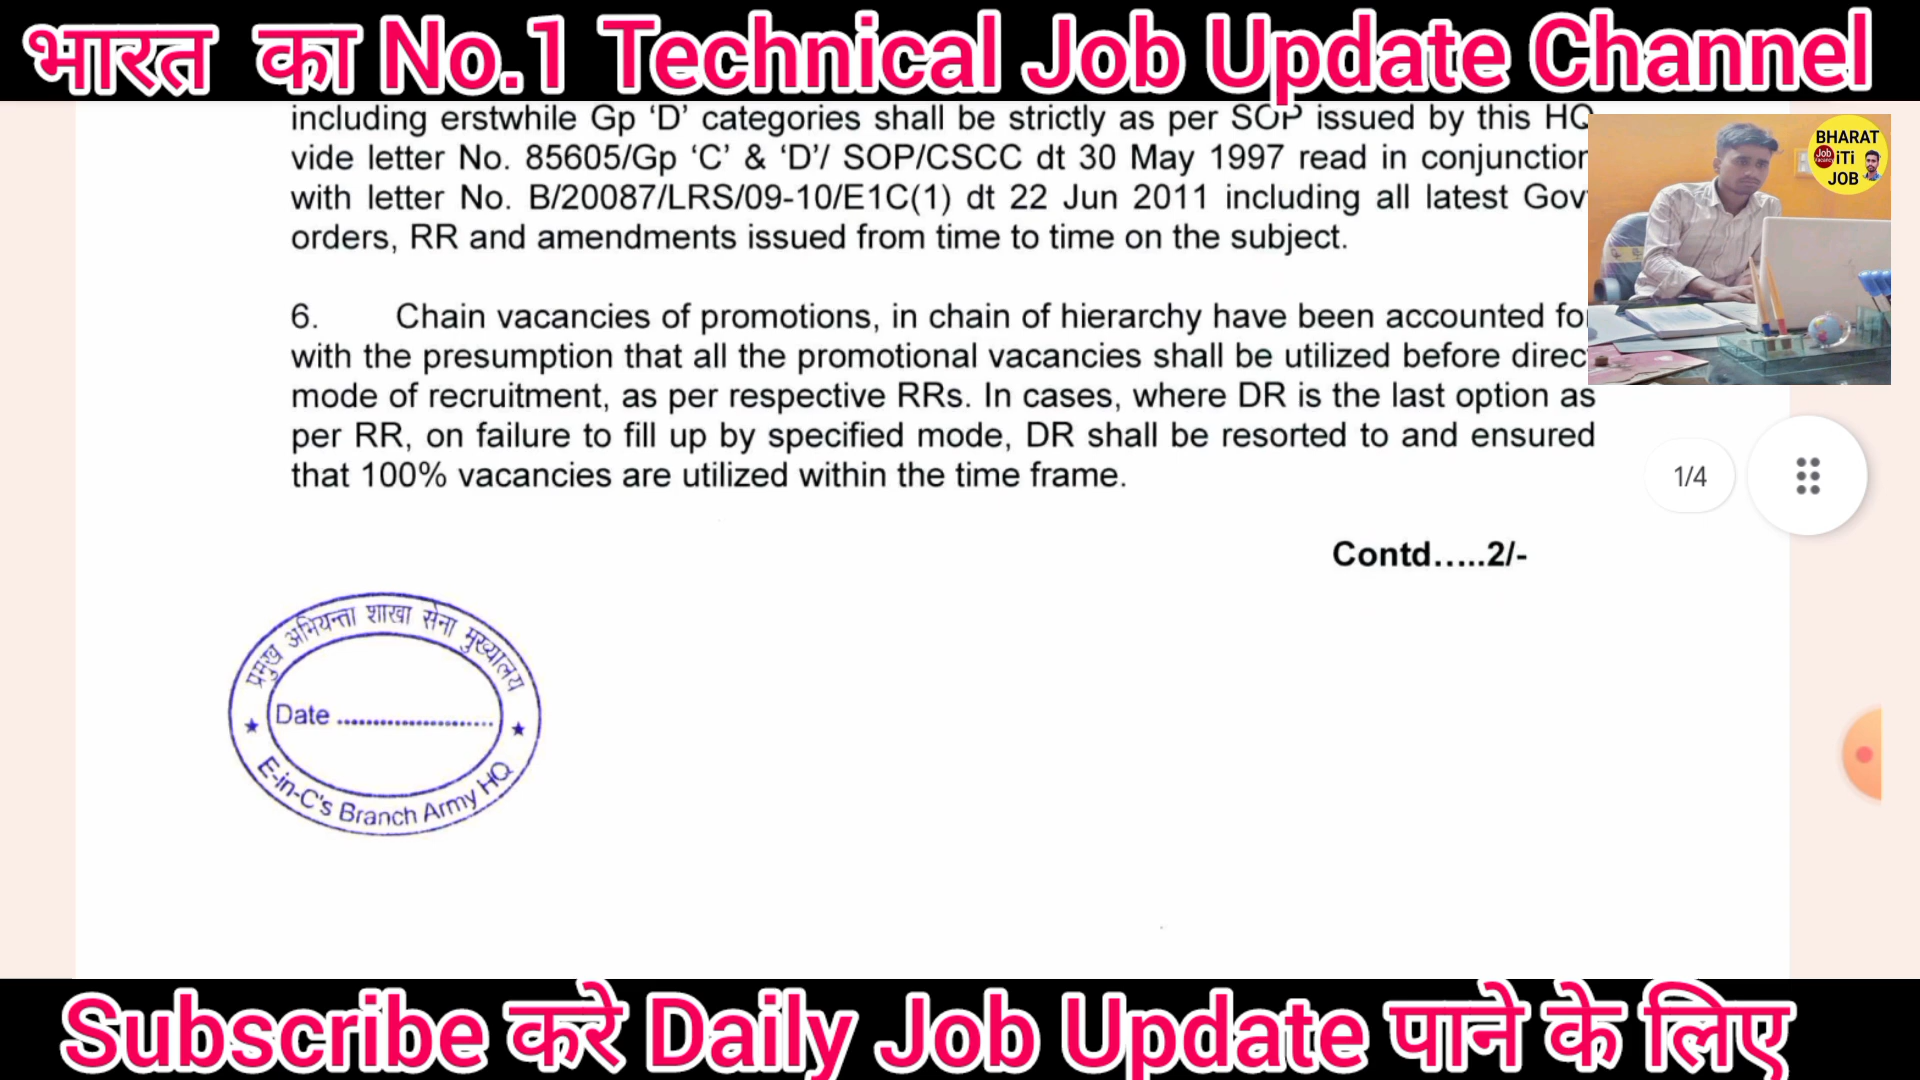 भारत का No.1 Technical Job Update Channel
including erstwhile Gp ‘D’ categories shall be strictly as per SOP issued by this HQ
vide letter No. 85605/Gp ‘C’ & ‘D’/ SOP/CSCC dt 30 May 1997 read in conjunction
with letter No. B/20087/LRS/09-10/E1C(1) dt 22 Jun 2011 including all latest Gov
orders, RR and amendments issued from time to time on the subject.
BHARAT
Job
iTi
JOB
6. Chain vacancies of promotions, in chain of hierarchy have been accounted for
with the presumption that all the promotional vacancies shall be utilized before direc
mode of recruitment, as per respective RRs. In cases, where DR is the last option as
per RR, on failure to fill up by specified mode, DR shall be resorted to and ensured
that 100% vacancies are utilized within the time frame.
1/4
Contd.....2/-
प्रमुख अभियन्ता शाखा सेना मुख्यालय
Date ........................
E-in-C's Branch Army HQ
Subscribe करे Daily Job Update पाने के लिए